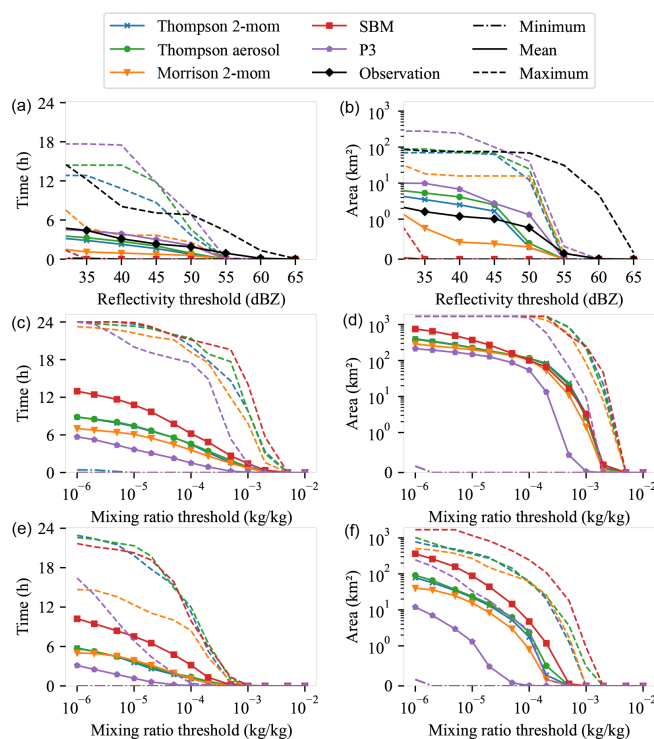 Thompson 2-mom SBM Minimum
Thompson aerosol P3 Mean
Morrison 2-mom Observation Maximum
(a) (b)
24
18
12
6
0
Time (h)
35 40 45 50 55 60 65
Reflectivity threshold (dBZ)
10³
10²
10¹
10⁰
0
Area (km²)
35 40 45 50 55 60 65
Reflectivity threshold (dBZ)
(c) (d)
24
18
12
6
0
Time (h)
10⁻⁶ 10⁻⁵ 10⁻⁴ 10⁻³ 10⁻²
Mixing ratio threshold (kg/kg)
10³
10²
10¹
10⁰
0
Area (km²)
10⁻⁶ 10⁻⁵ 10⁻⁴ 10⁻³ 10⁻²
Mixing ratio threshold (kg/kg)
(e) (f)
24
18
12
6
0
Time (h)
10⁻⁶ 10⁻⁵ 10⁻⁴ 10⁻³ 10⁻²
Mixing ratio threshold (kg/kg)
10³
10²
10¹
10⁰
0
Area (km²)
10⁻⁶ 10⁻⁵ 10⁻⁴ 10⁻³ 10⁻²
Mixing ratio threshold (kg/kg)